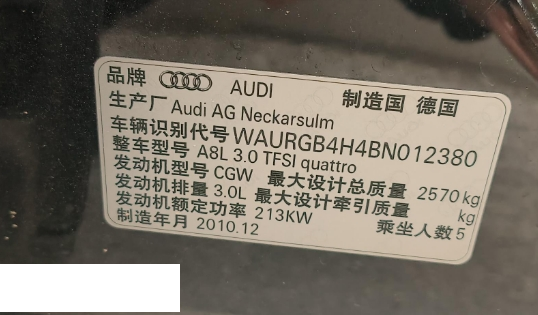 品牌 AUDI 制造国 德国
生产厂 Audi AG Neckarsulm
车辆识别代号 WAURGB4H4BN012380
整车型号 A8L 3.0 TFSI quattro
发动机型号 CGW 最大设计总质量 2570 kg
发动机排量 3.0L 最大设计牵引质量 kg
发动机额定功率 213KW 乘坐人数 5
制造年月 2010.12